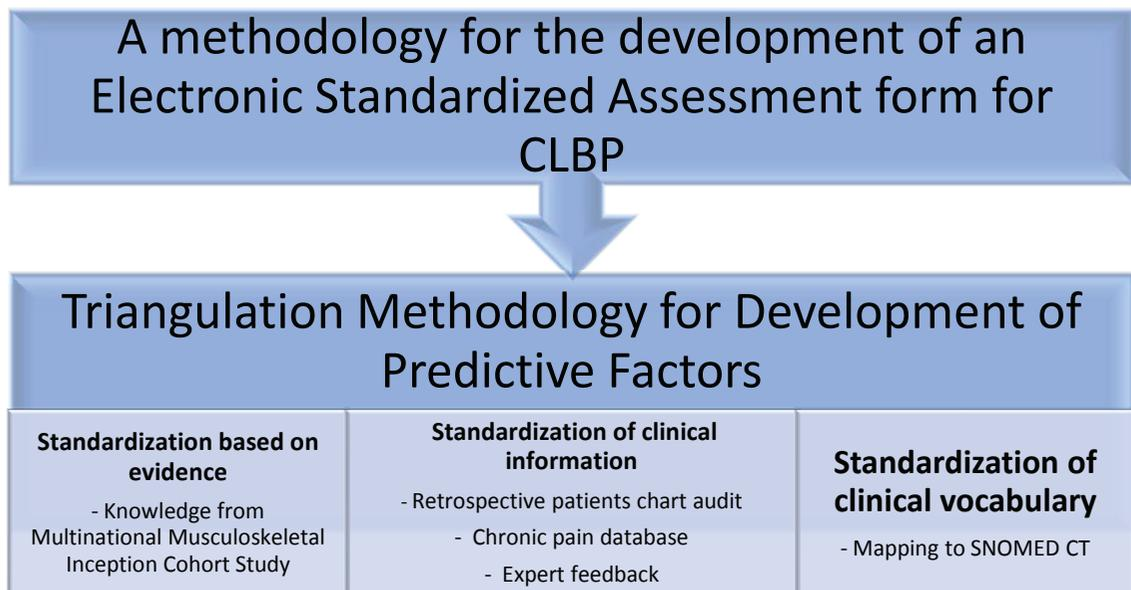 A methodology for the development of an
Electronic Standardized Assessment form for
CLBP
Triangulation Methodology for Development of
Predictive Factors
Standardization based on
evidence
- Knowledge from
Multinational Musculoskeletal
Inception Cohort Study
Standardization of clinical
information
- Retrospective patients chart audit
- Chronic pain database
- Expert feedback
Standardization of
clinical vocabulary
- Mapping to SNOMED CT